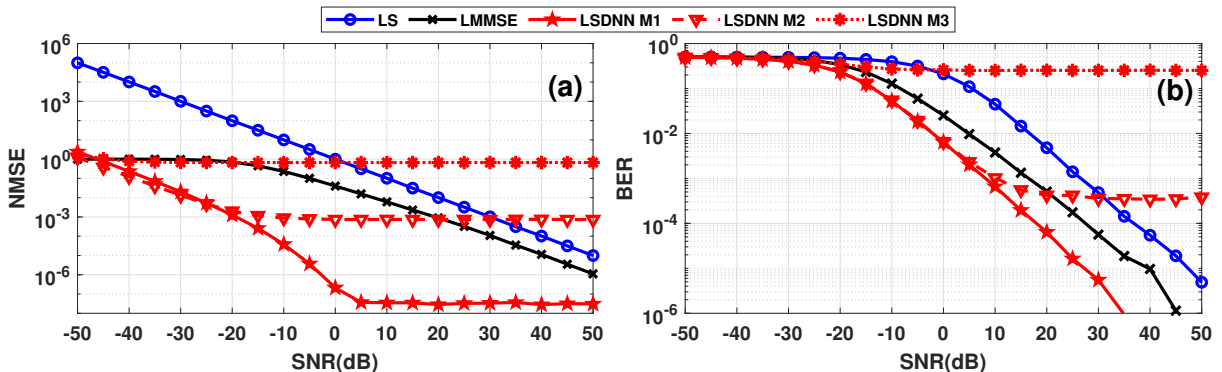 LS LMMSE LSDNN M1 LSDNN M2 LSDNN M3
(a)
NMSE
10^6
10^3
10^0
10^-3
10^-6
-50 -40 -30 -20 -10 0 10 20 30 40 50
SNR(dB)
(b)
BER
10^0
10^-2
10^-4
10^-6
-50 -40 -30 -20 -10 0 10 20 30 40 50
SNR(dB)